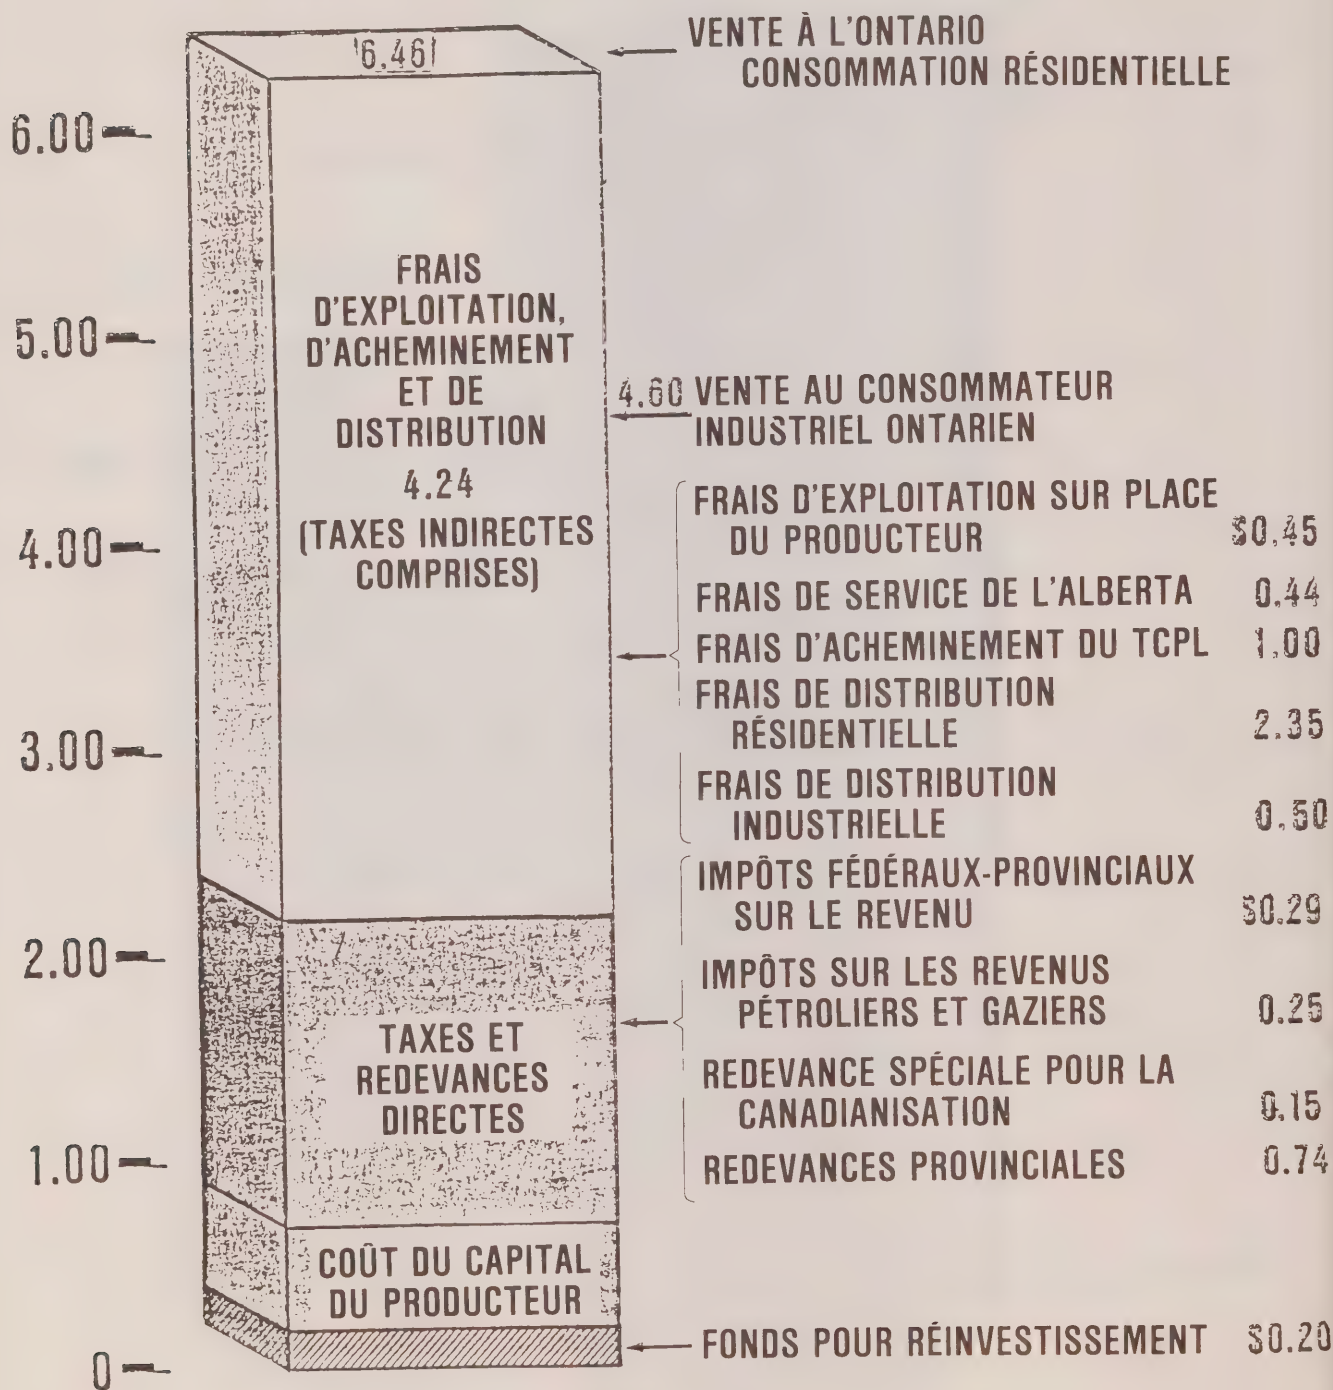 6.46
VENTE À L'ONTARIO
CONSOMMATION RÉSIDENTIELLE
6.00
5.00
4.00
3.00
2.00
1.00
0
FRAIS
D'EXPLOITATION,
D'ACHEMINEMENT
ET DE
DISTRIBUTION
4.24
(TAXES INDIRECTES
COMPRISES)
4.60 VENTE AU CONSOMMATEUR
INDUSTRIEL ONTARIEN
FRAIS D'EXPLOITATION SUR PLACE
DU PRODUCTEUR $0.45
FRAIS DE SERVICE DE L'ALBERTA 0.44
FRAIS D'ACHEMINEMENT DU TCPL 1.00
FRAIS DE DISTRIBUTION
RÉSIDENTIELLE 2.35
FRAIS DE DISTRIBUTION
INDUSTRIELLE 0.50
TAXES ET
REDEVANCES
DIRECTES
IMPÔTS FÉDÉRAUX-PROVINCIAUX
SUR LE REVENU $0.29
IMPÔTS SUR LES REVENUS
PÉTROLIERS ET GAZIERS 0.25
REDEVANCE SPÉCIALE POUR LA
CANADIANISATION 0.15
REDEVANCES PROVINCIALES 0.74
COÛT DU CAPITAL
DU PRODUCTEUR
FONDS POUR RÉINVESTISSEMENT $0.20